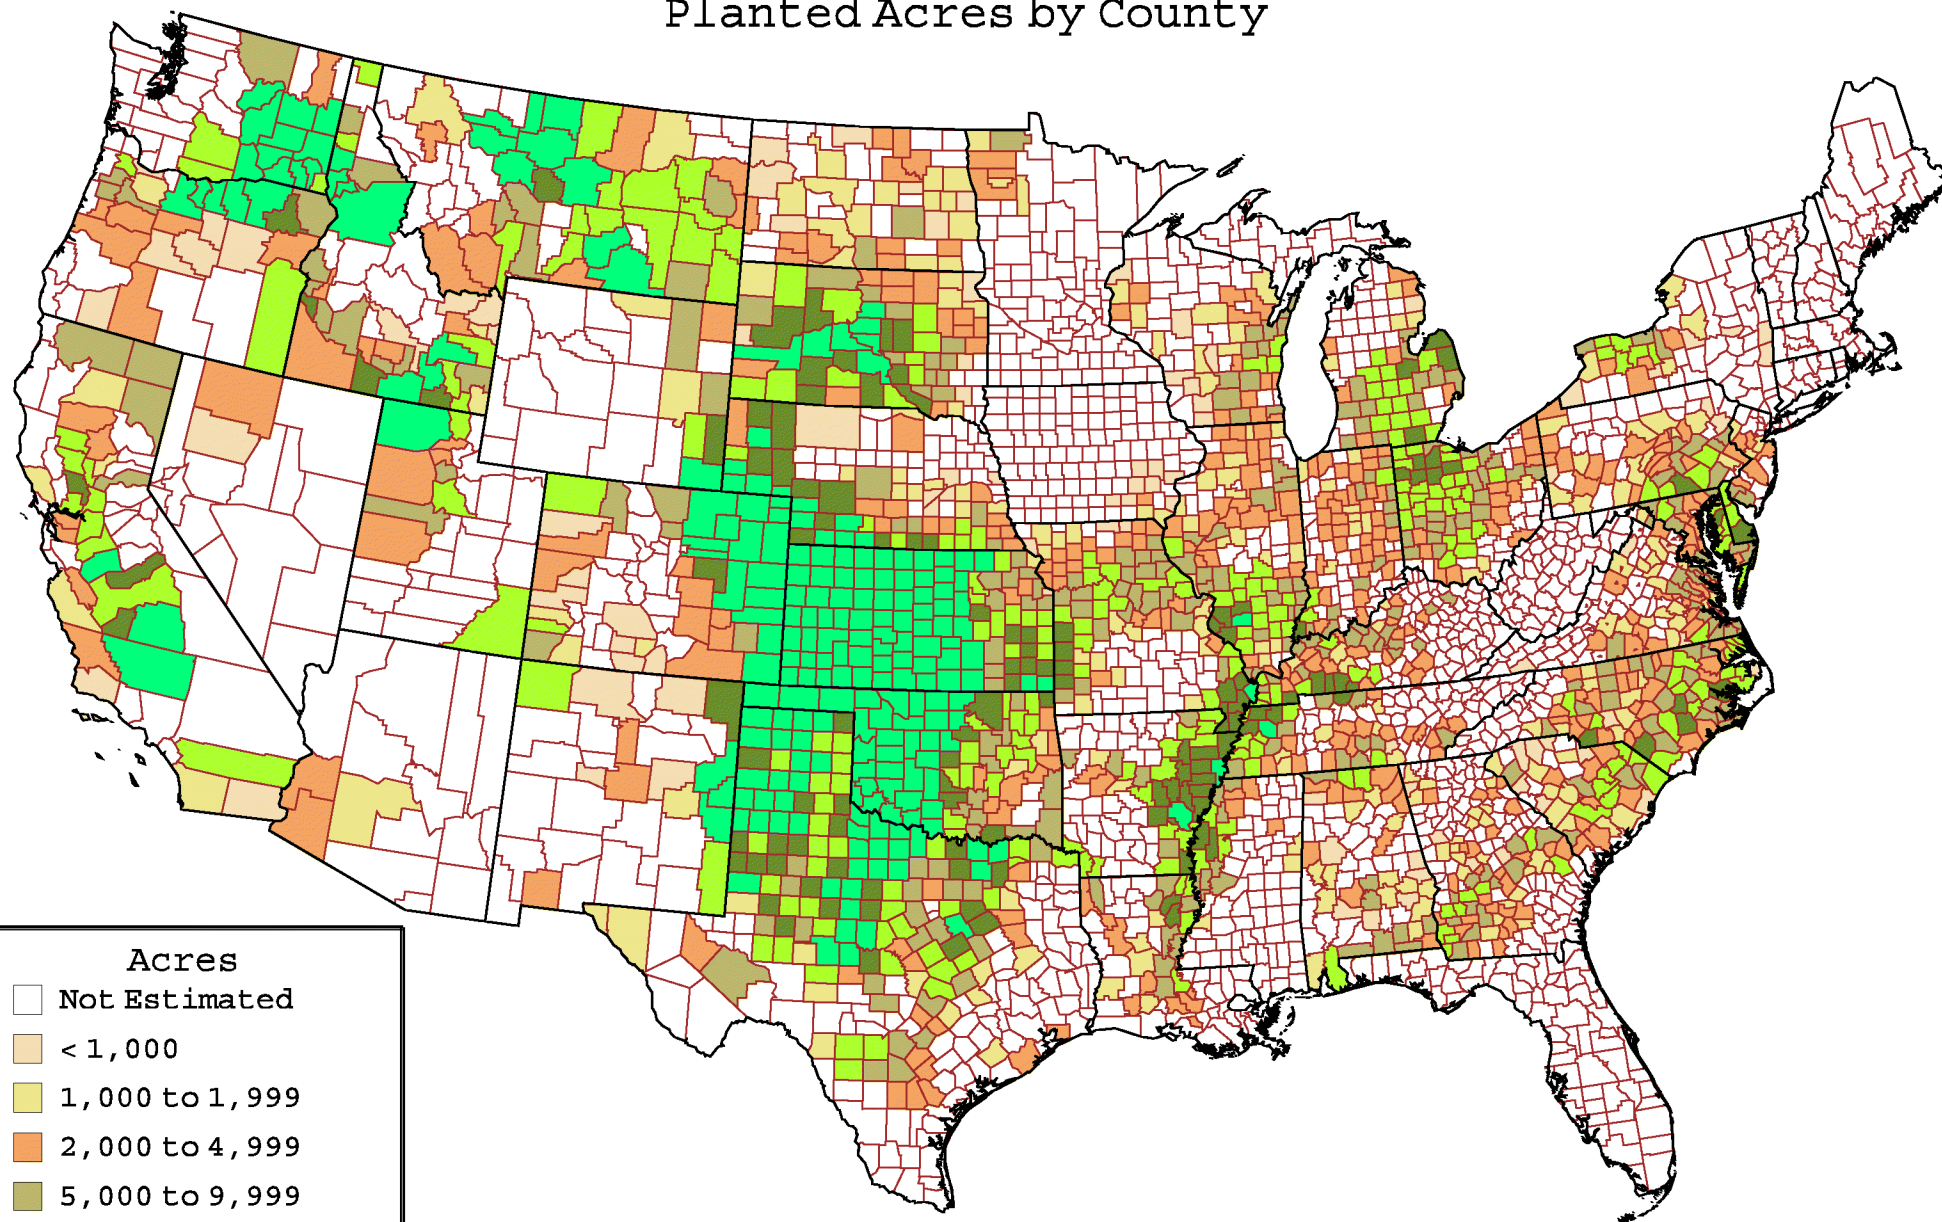 Planted Acres by County
Acres
Not Estimated
< 1,000
1,000 to 1,999
2,000 to 4,999
5,000 to 9,999